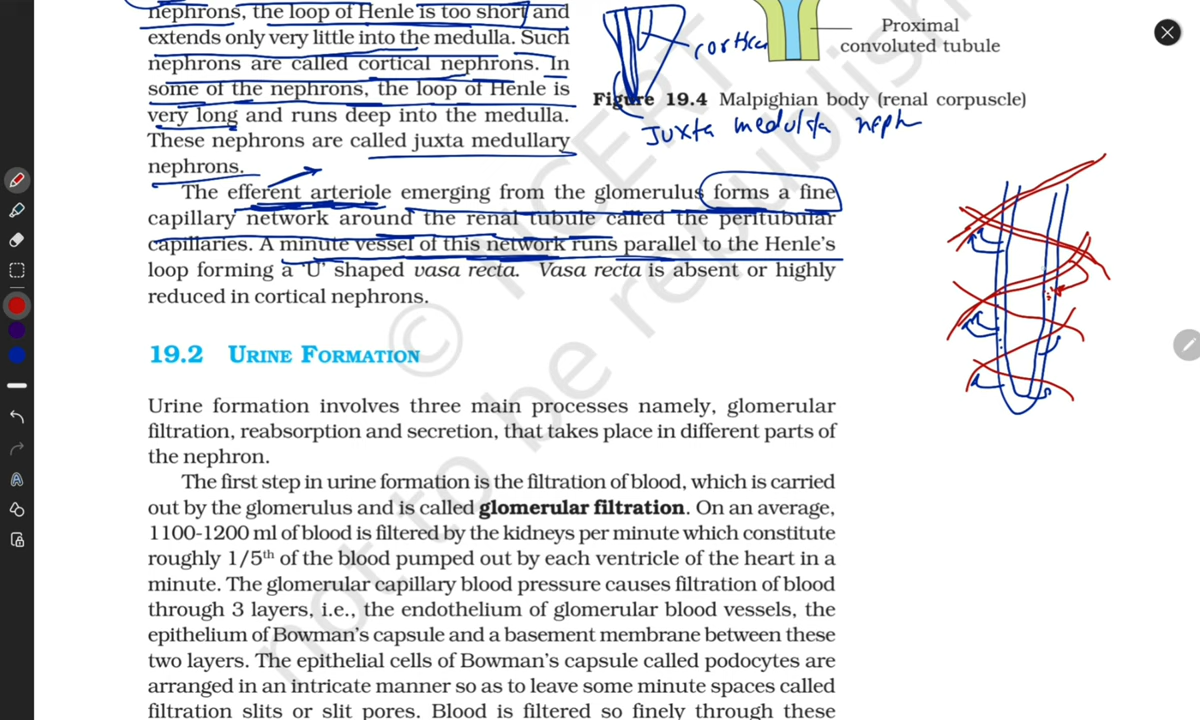 nephrons, the loop of Henle is too short and
extends only very little into the medulla. Such
nephrons are called cortical nephrons. In
some of the nephrons, the loop of Henle is
very long and runs deep into the medulla.
These nephrons are called juxta medullary
nephrons.
Proximal
convoluted tubule
Figure 19.4 Malpighian body (renal corpuscle)
Juxta medulla neph
The efferent arteriole emerging from the glomerulus forms a fine
capillary network around the renal tubule called the peritubular
capillaries. A minute vessel of this network runs parallel to the Henle's
loop forming a 'U' shaped vasa recta. Vasa recta is absent or highly
reduced in cortical nephrons.
19.2 URINE FORMATION
Urine formation involves three main processes namely, glomerular
filtration, reabsorption and secretion, that takes place in different parts of
the nephron.
The first step in urine formation is the filtration of blood, which is carried
out by the glomerulus and is called glomerular filtration. On an average,
1100-1200 ml of blood is filtered by the kidneys per minute which constitute
roughly 1/5th of the blood pumped out by each ventricle of the heart in a
minute. The glomerular capillary blood pressure causes filtration of blood
through 3 layers, i.e., the endothelium of glomerular blood vessels, the
epithelium of Bowman's capsule and a basement membrane between these
two layers. The epithelial cells of Bowman's capsule called podocytes are
arranged in an intricate manner so as to leave some minute spaces called
filtration slits or slit pores. Blood is filtered so finely through these
© NCERT
not to be republish